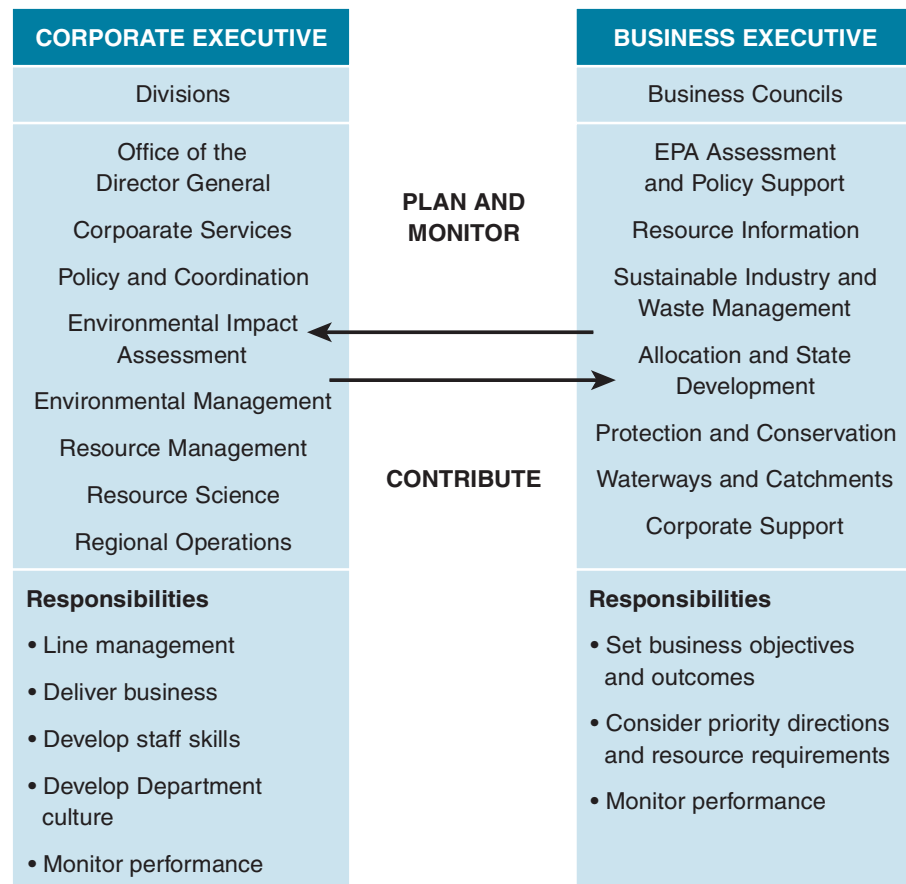 CORPORATE EXECUTIVE
Divisions
Office of the
Director General
Corpoarate Services
Policy and Coordination
Environmental Impact
Assessment
Environmental Management
Resource Management
Resource Science
Regional Operations
Responsibilities
• Line management
• Deliver business
• Develop staff skills
• Develop Department
culture
• Monitor performance
PLAN AND
MONITOR
CONTRIBUTE
BUSINESS EXECUTIVE
Business Councils
EPA Assessment
and Policy Support
Resource Information
Sustainable Industry and
Waste Management
Allocation and State
Development
Protection and Conservation
Waterways and Catchments
Corporate Support
Responsibilities
• Set business objectives
and outcomes
• Consider priority directions
and resource requirements
• Monitor performance